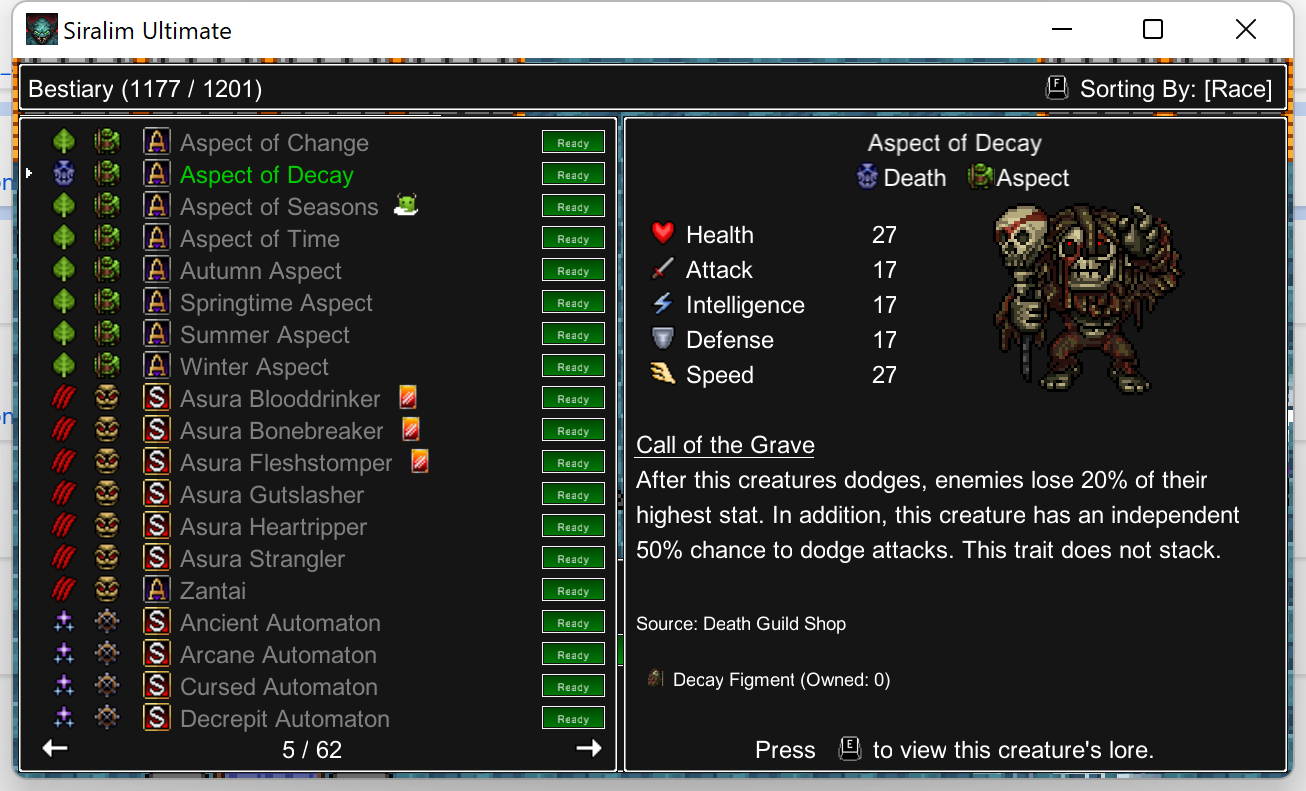 Siralim Ultimate
Bestiary (1177 / 1201)
F Sorting By: [Race]
A Aspect of Change Ready
A Aspect of Decay Ready
A Aspect of Seasons Ready
A Aspect of Time Ready
A Autumn Aspect Ready
A Springtime Aspect Ready
A Summer Aspect Ready
A Winter Aspect Ready
S Asura Blooddrinker Ready
S Asura Bonebreaker Ready
S Asura Fleshstomper Ready
S Asura Gutslasher Ready
S Asura Heartripper Ready
S Asura Strangler Ready
A Zantai Ready
S Ancient Automaton Ready
S Arcane Automaton Ready
S Cursed Automaton Ready
S Decrepit Automaton Ready
5 / 62
Aspect of Decay
Death Aspect
Health 27
Attack 17
Intelligence 17
Defense 17
Speed 27
Call of the Grave
After this creatures dodges, enemies lose 20% of their
highest stat. In addition, this creature has an independent
50% chance to dodge attacks. This trait does not stack.
Source: Death Guild Shop
Decay Figment (Owned: 0)
Press E to view this creature's lore.